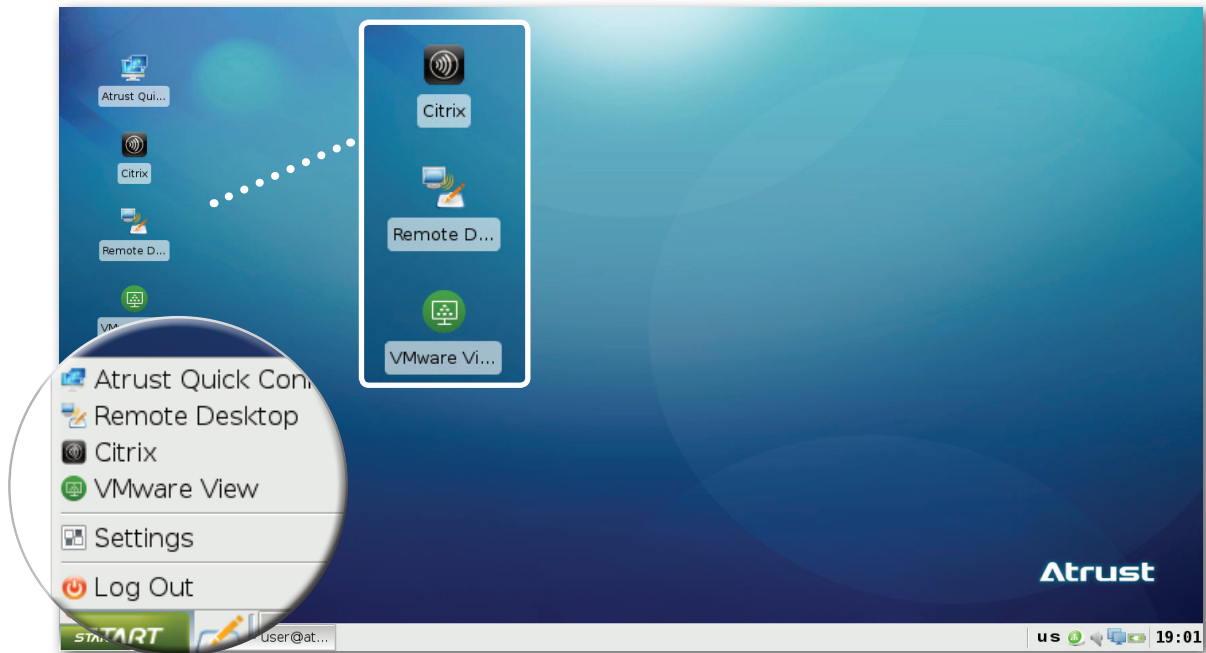 Atrust Qui...
Citrix
Remote D...
Citrix
Remote D...
VMware Vi...
Atrust Quick Con
Remote Desktop
Citrix
VMware View
Settings
Log Out
Atrust
START
user@at...
us
19:01